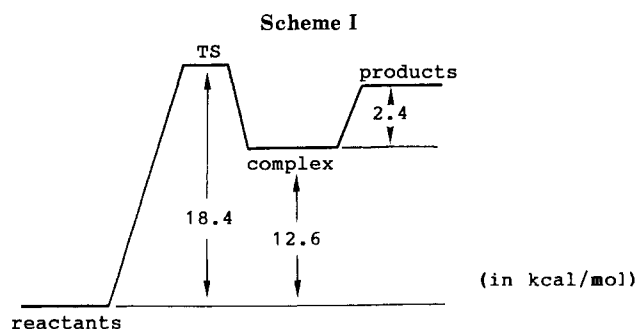 Scheme I
TS
products
2.4
complex
18.4
12.6
(in kcal/mol)
reactants